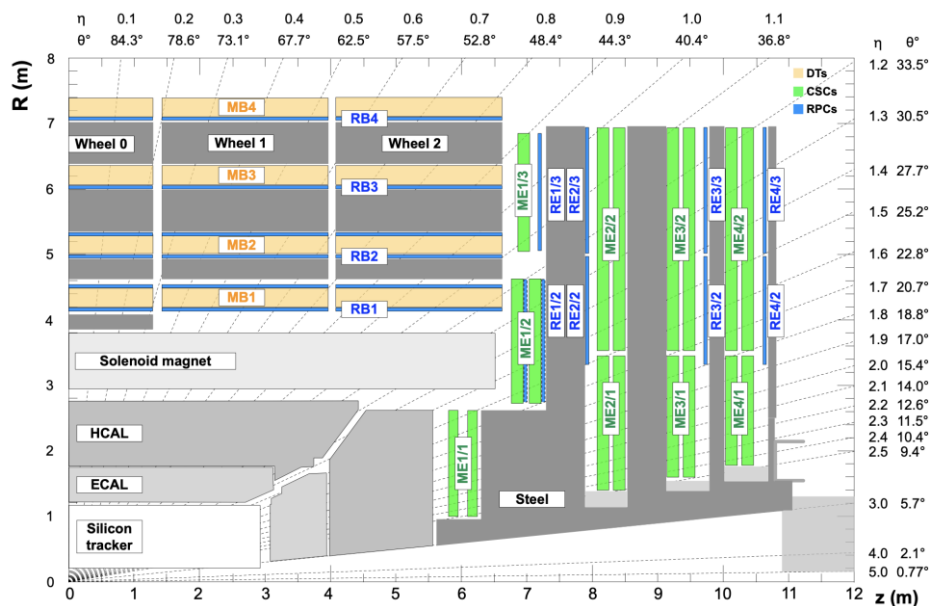 η 0.1 0.2 0.3 0.4 0.5 0.6 0.7 0.8 0.9 1.0 1.1
θ° 84.3° 78.6° 73.1° 67.7° 62.5° 57.5° 52.8° 48.4° 44.3° 40.4° 36.8° η θ°
R (m)
8
7
6
5
4
3
2
1
0
1.2 33.5°
1.3 30.5°
1.4 27.7°
1.5 25.2°
1.6 22.8°
1.7 20.7°
1.8 18.8°
1.9 17.0°
2.0 15.4°
2.1 14.0°
2.2 12.6°
2.3 11.5°
2.4 10.4°
2.5 9.4°
3.0 5.7°
4.0 2.1°
5.0 0.77°
DTs
CSCs
RPCs
MB4
RB4
Wheel 0 Wheel 1 Wheel 2
MB3
RB3
MB2
RB2
MB1
RB1
Solenoid magnet
HCAL
ECAL
Silicon
tracker
Steel
ME1/3
RE1/3
RE2/3
ME2/2
ME3/2
RE3/3
ME4/2
RE4/3
ME1/2
RE1/2
RE2/2
RE3/2
RE4/2
ME1/1
ME2/1
ME3/1
ME4/1
0 1 2 3 4 5 6 7 8 9 10 11 12
z (m)